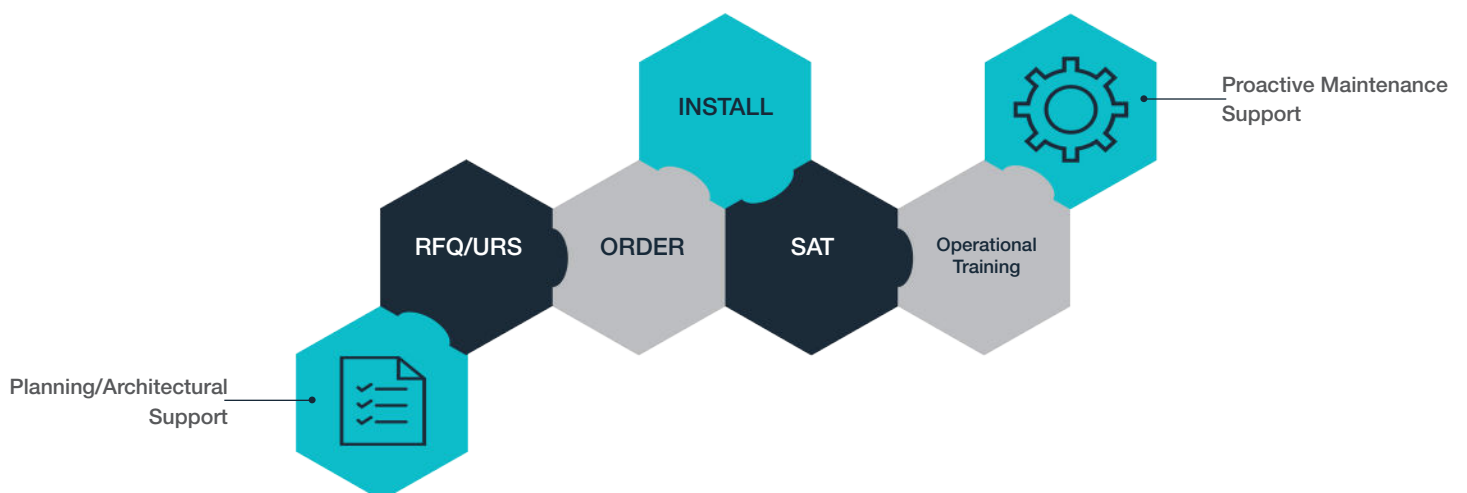 INSTALL
Proactive Maintenance
Support
RFQ/URS
ORDER
SAT
Operational
Training
Planning/Architectural
Support